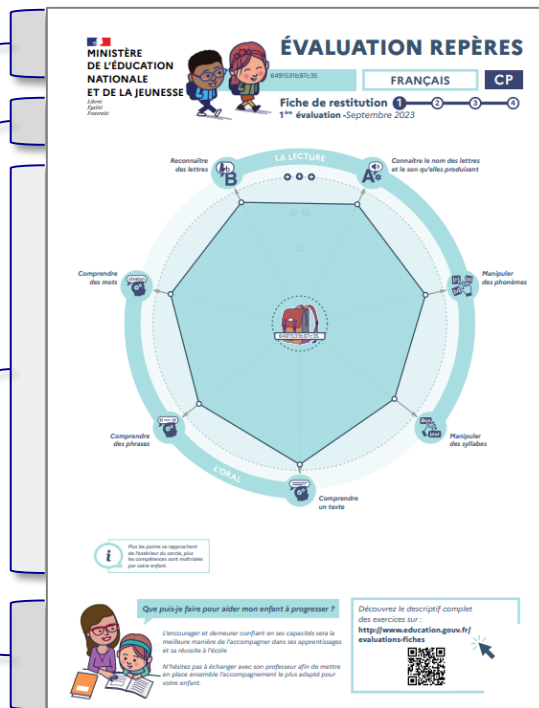 MINISTÈRE
DE L'ÉDUCATION
NATIONALE
ET DE LA JEUNESSE
Liberté
Égalité
Fraternité
ÉVALUATION REPÈRES
6491531b97c35
FRANÇAIS
CP
Fiche de restitution 1 2 3 4
1ère évaluation -Septembre 2023
LA LECTURE
Reconnaître
des lettres
Connaître le nom des lettres
et le son qu'elles produisent
Comprendre
des mots
Manipuler
des phonèmes
6491531b97c35
Comprendre
des phrases
Manipuler
des syllabes
L'ORAL
Comprendre
un texte
i
Plus les points se rapprochent
de l'extérieur du cercle, plus
les compétences sont maîtrisées
par votre enfant.
Que puis-je faire pour aider mon enfant à progresser ?
L'encourager et demeurer confiant en ses capacités sera la
meilleure manière de l'accompagner dans ses apprentissages
et sa réussite à l'école
N'hésitez pas à échanger avec son professeur afin de mettre
en place ensemble l'accompagnement le plus adapté pour
votre enfant.
Découvrez le descriptif complet
des exercices sur :
http://www.education.gouv.fr/
evaluations-fiches